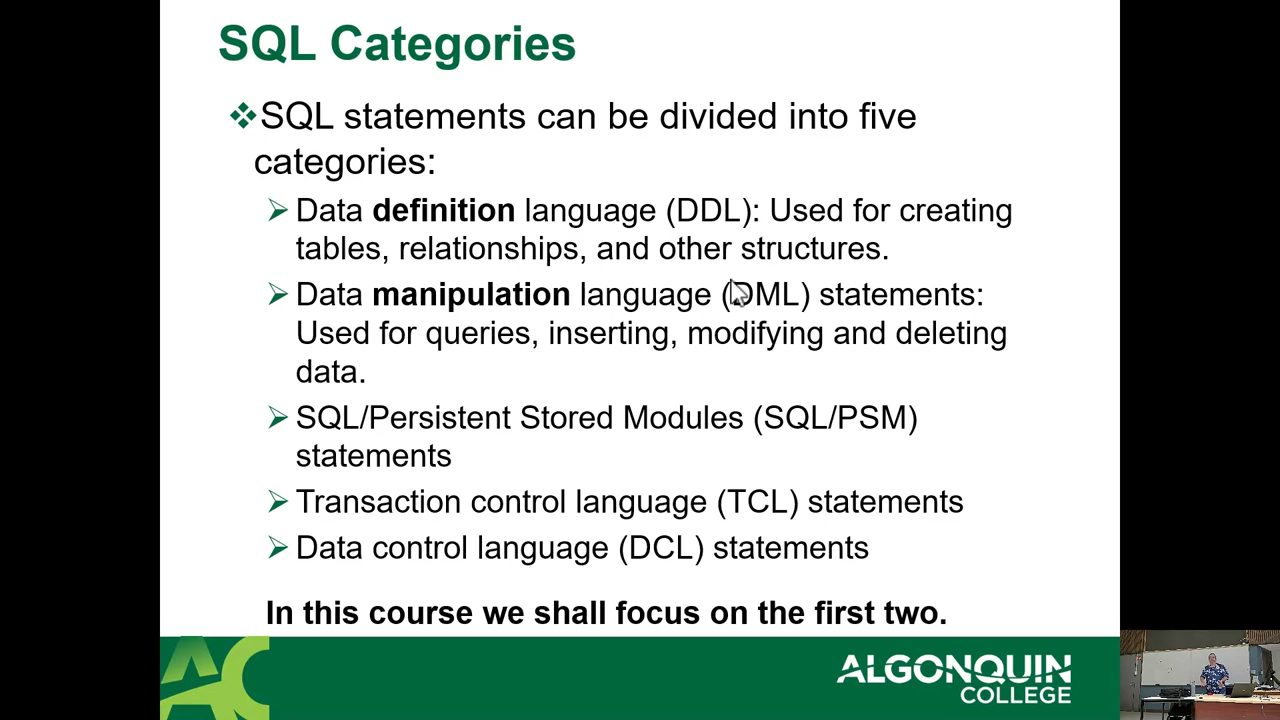 SQL Categories
SQL statements can be divided into five
categories:
Data definition language (DDL): Used for creating
tables, relationships, and other structures.
Data manipulation language (DML) statements:
Used for queries, inserting, modifying and deleting
data.
SQL/Persistent Stored Modules (SQL/PSM)
statements
Transaction control language (TCL) statements
Data control language (DCL) statements
In this course we shall focus on the first two.
AC
ALGONQUIN
COLLEGE